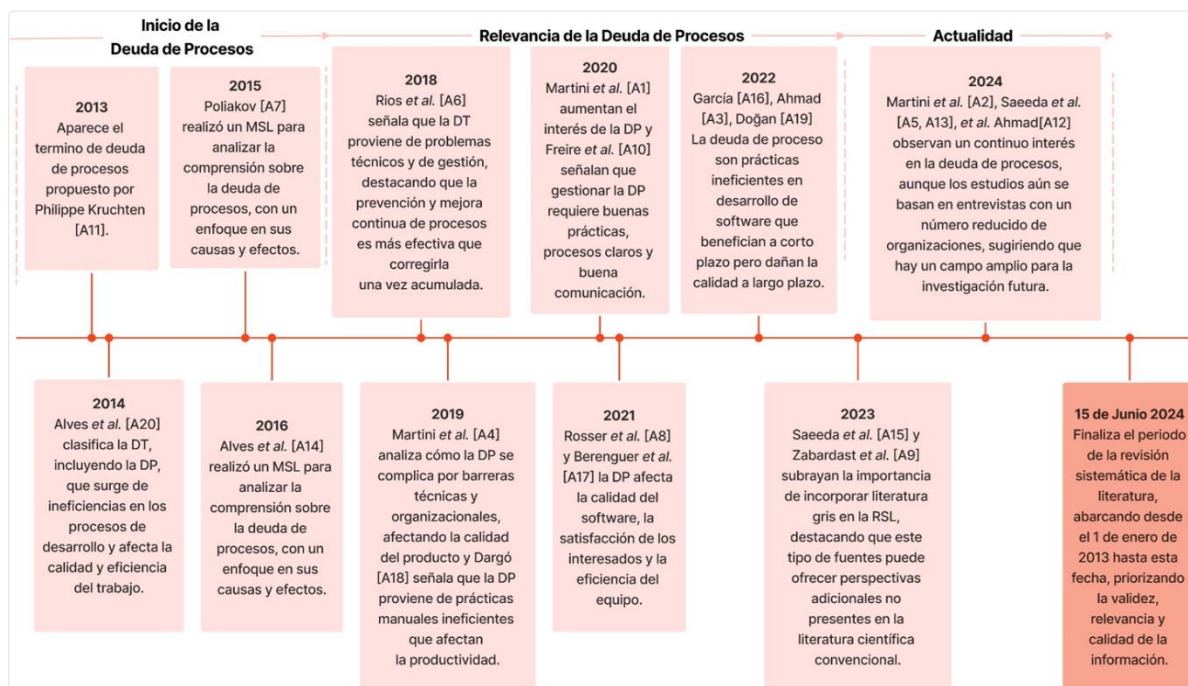 Inicio de la
Deuda de Procesos
Relevancia de la Deuda de Procesos
Actualidad
2013
Aparece el
termino de deuda
de procesos
propuesto por
Philippe Kruchten
[A11].
2015
Poliakov [A7]
realizó un MSL para
analizar la
comprensión sobre
la deuda de
procesos, con un
enfoque en sus
causas y efectos.
2018
Rios et al. [A6]
señala que la DT
proviene de problemas
técnicos y de gestión,
destacando que la
prevención y mejora
continua de procesos
es más efectiva que
corregirla
una vez acumulada.
2020
Martini et al. [A1]
aumentan el
interés de la DP y
Freire et al. [A10]
señalan que
gestionar la DP
requiere buenas
prácticas,
procesos claros y
buena
comunicación.
2022
García [A16], Ahmad
[A3], Doğan [A19]
La deuda de proceso
son prácticas
ineficientes en
desarrollo de
software que
benefician a corto
plazo pero dañan la
calidad a largo plazo.
2024
Martini et al. [A2], Saeeda et al.
[A5, A13], et al. Ahmad[A12]
observan un continuo interés
en la deuda de procesos,
aunque los estudios aún se
basan en entrevistas con un
número reducido de
organizaciones, sugiriendo que
hay un campo amplio para la
investigación futura.
2014
Alves et al. [A20]
clasifica la DT,
incluyendo la DP,
que surge de
ineficiencias en los
procesos de
desarrollo y afecta la
calidad y eficiencia
del trabajo.
2016
Alves et al. [A14]
realizó un MSL para
analizar la
comprensión sobre
la deuda de
procesos, con un
enfoque en sus
causas y efectos.
2019
Martini et al. [A4]
analiza cómo la DP se
complica por barreras
técnicas y
organizacionales,
afectando la calidad
del producto y Dargó
[A18] señala que la DP
proviene de prácticas
manuales ineficientes
que afectan
la productividad.
2021
Rosser et al. [A8]
y Berenguer et al.
[A17] la DP afecta
la calidad del
software, la
satisfacción de los
interesados y la
eficiencia del
equipo.
2023
Saeeda et al. [A15] y
Zabardast et al. [A9]
subrayan la importancia
de incorporar literatura
gris en la RSL,
destacando que este
tipo de fuentes puede
ofrecer perspectivas
adicionales no
presentes en la
literatura científica
convencional.
15 de Junio 2024
Finaliza el periodo
de la revisión
sistemática de la
literatura,
abarcando desde
el 1 de enero de
2013 hasta esta
fecha, priorizando
la validez,
relevancia y
calidad de la
información.